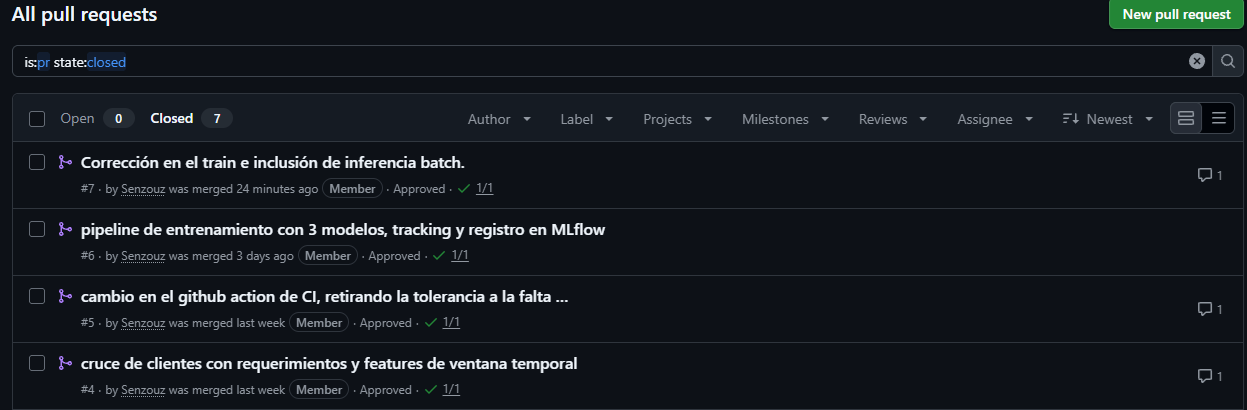 All pull requests
New pull request
is:pr state:closed
Open 0 Closed 7 Author Label Projects Milestones Reviews Assignee Newest
Corrección en el train e inclusión de inferencia batch.
1
#7 · by Senzouz was merged 24 minutes ago Member · Approved · 1/1
pipeline de entrenamiento con 3 modelos, tracking y registro en MLflow
#6 · by Senzouz was merged 3 days ago Member · Approved · 1/1
cambio en el github action de CI, retirando la tolerancia a la falta ...
1
#5 · by Senzouz was merged last week Member · Approved · 1/1
cruce de clientes con requerimientos y features de ventana temporal
1
#4 · by Senzouz was merged last week Member · Approved · 1/1